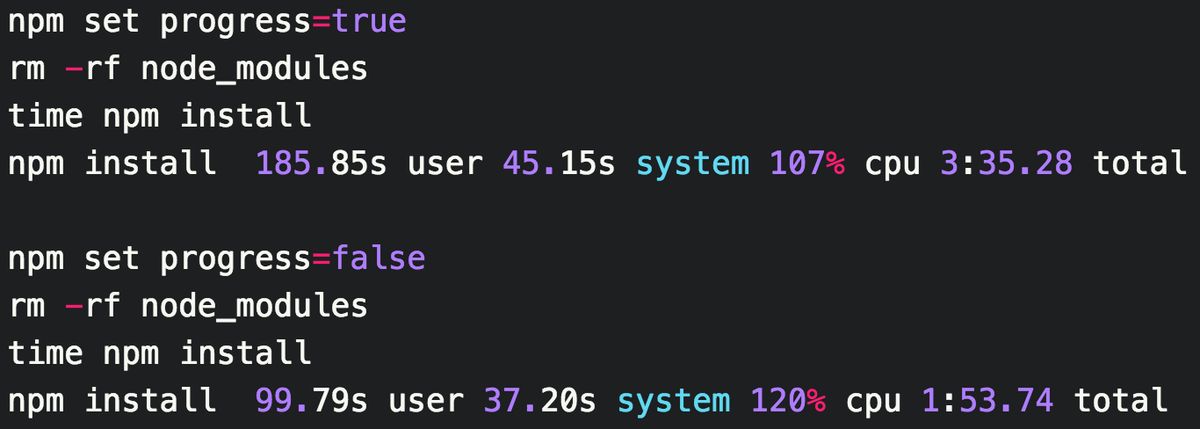 npm set progress=true
rm -rf node_modules
time npm install
npm install  185.85s user 45.15s system 107% cpu 3:35.28 total
npm set progress=false
rm -rf node_modules
time npm install
npm install  99.79s user 37.20s system 120% cpu 1:53.74 total